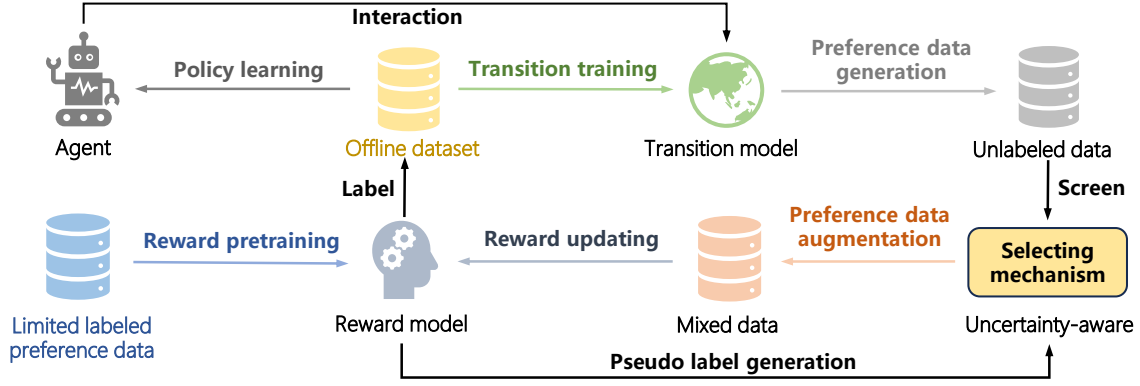 Interaction
Policy learning
Transition training
Preference data
generation
Agent
Offline dataset
Transition model
Unlabeled data
Label
Screen
Reward pretraining
Reward updating
Preference data
augmentation
Selecting
mechanism
Limited labeled
preference data
Reward model
Mixed data
Uncertainty-aware
Pseudo label generation